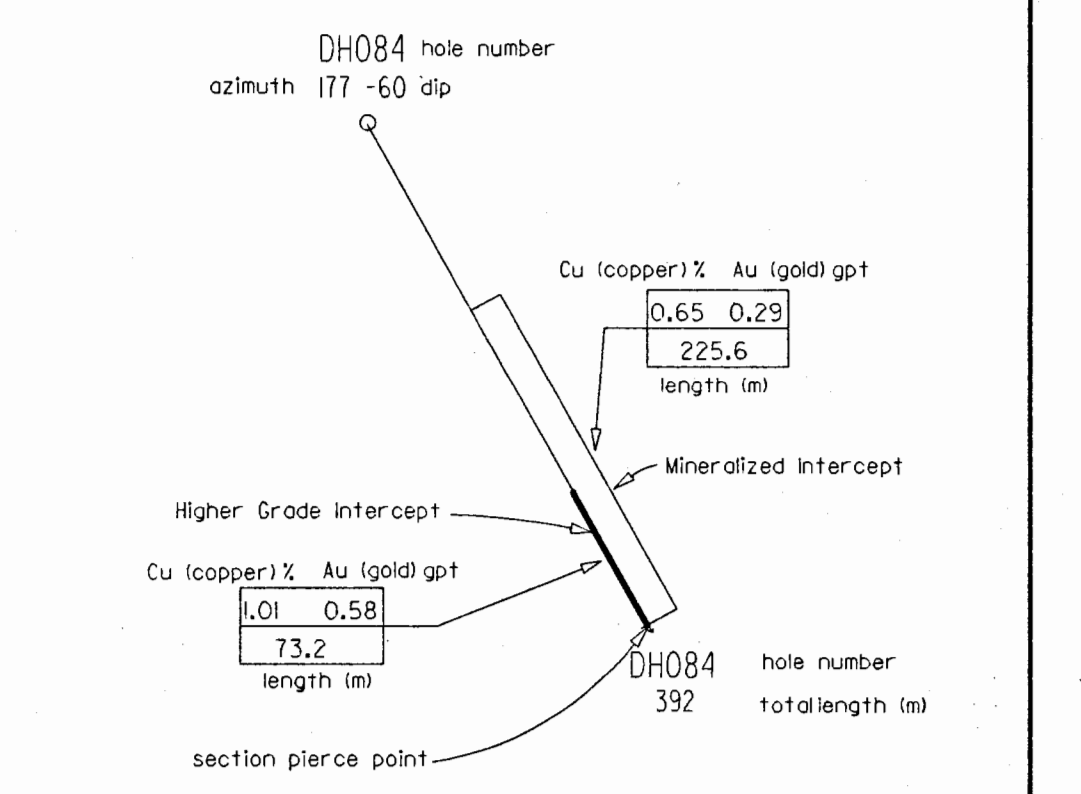 DH084 hole number
azimuth 177 -60 dip
Cu (copper) % Au (gold) gpt
0.65 0.29
225.6
length (m)
Mineralized Intercept
Higher Grade Intercept
Cu (copper) % Au (gold) gpt
1.01 0.58
73.2
length (m)
DH084 hole number
392 total length (m)
section pierce point